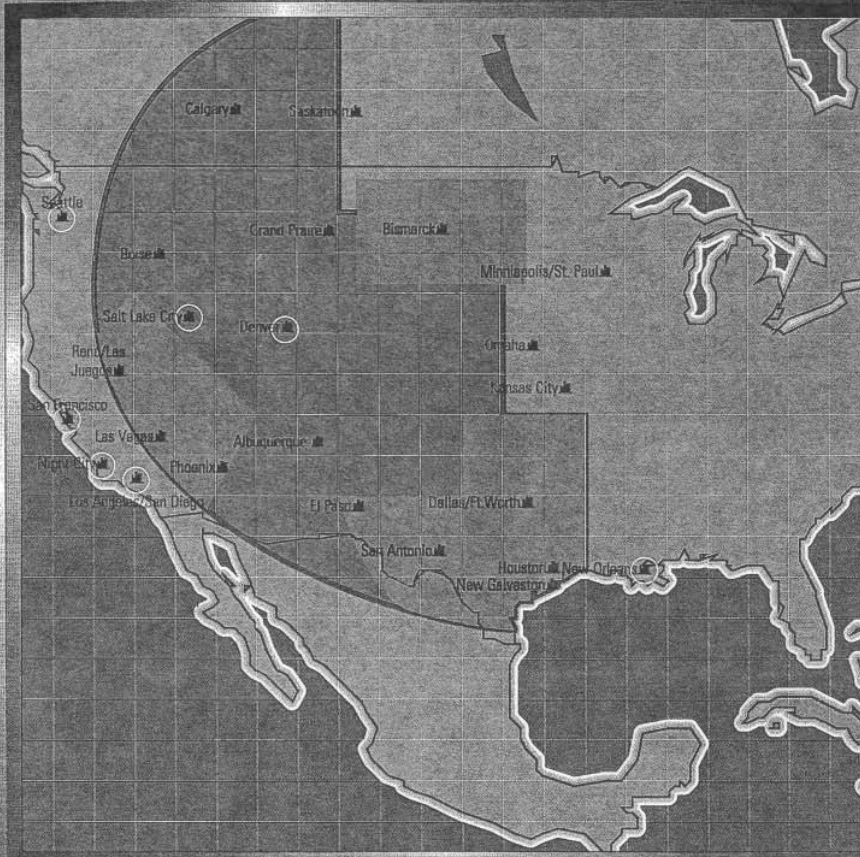 Calgary
Saskatoon
Seattle
Grand Praire
Bismarck
Boise
Minniapolis/St. Paul
Salt Lake City
Denver
Omaha
Reno/Las
Juegos
Kansas City
San Francisco
Las Vegas
Albuquerque
Night City
Phoenix
Los Angeles/San Diego
El Paso
Dallas/Ft.Worth
San Antonio
Houston
New Orleans
New Galveston